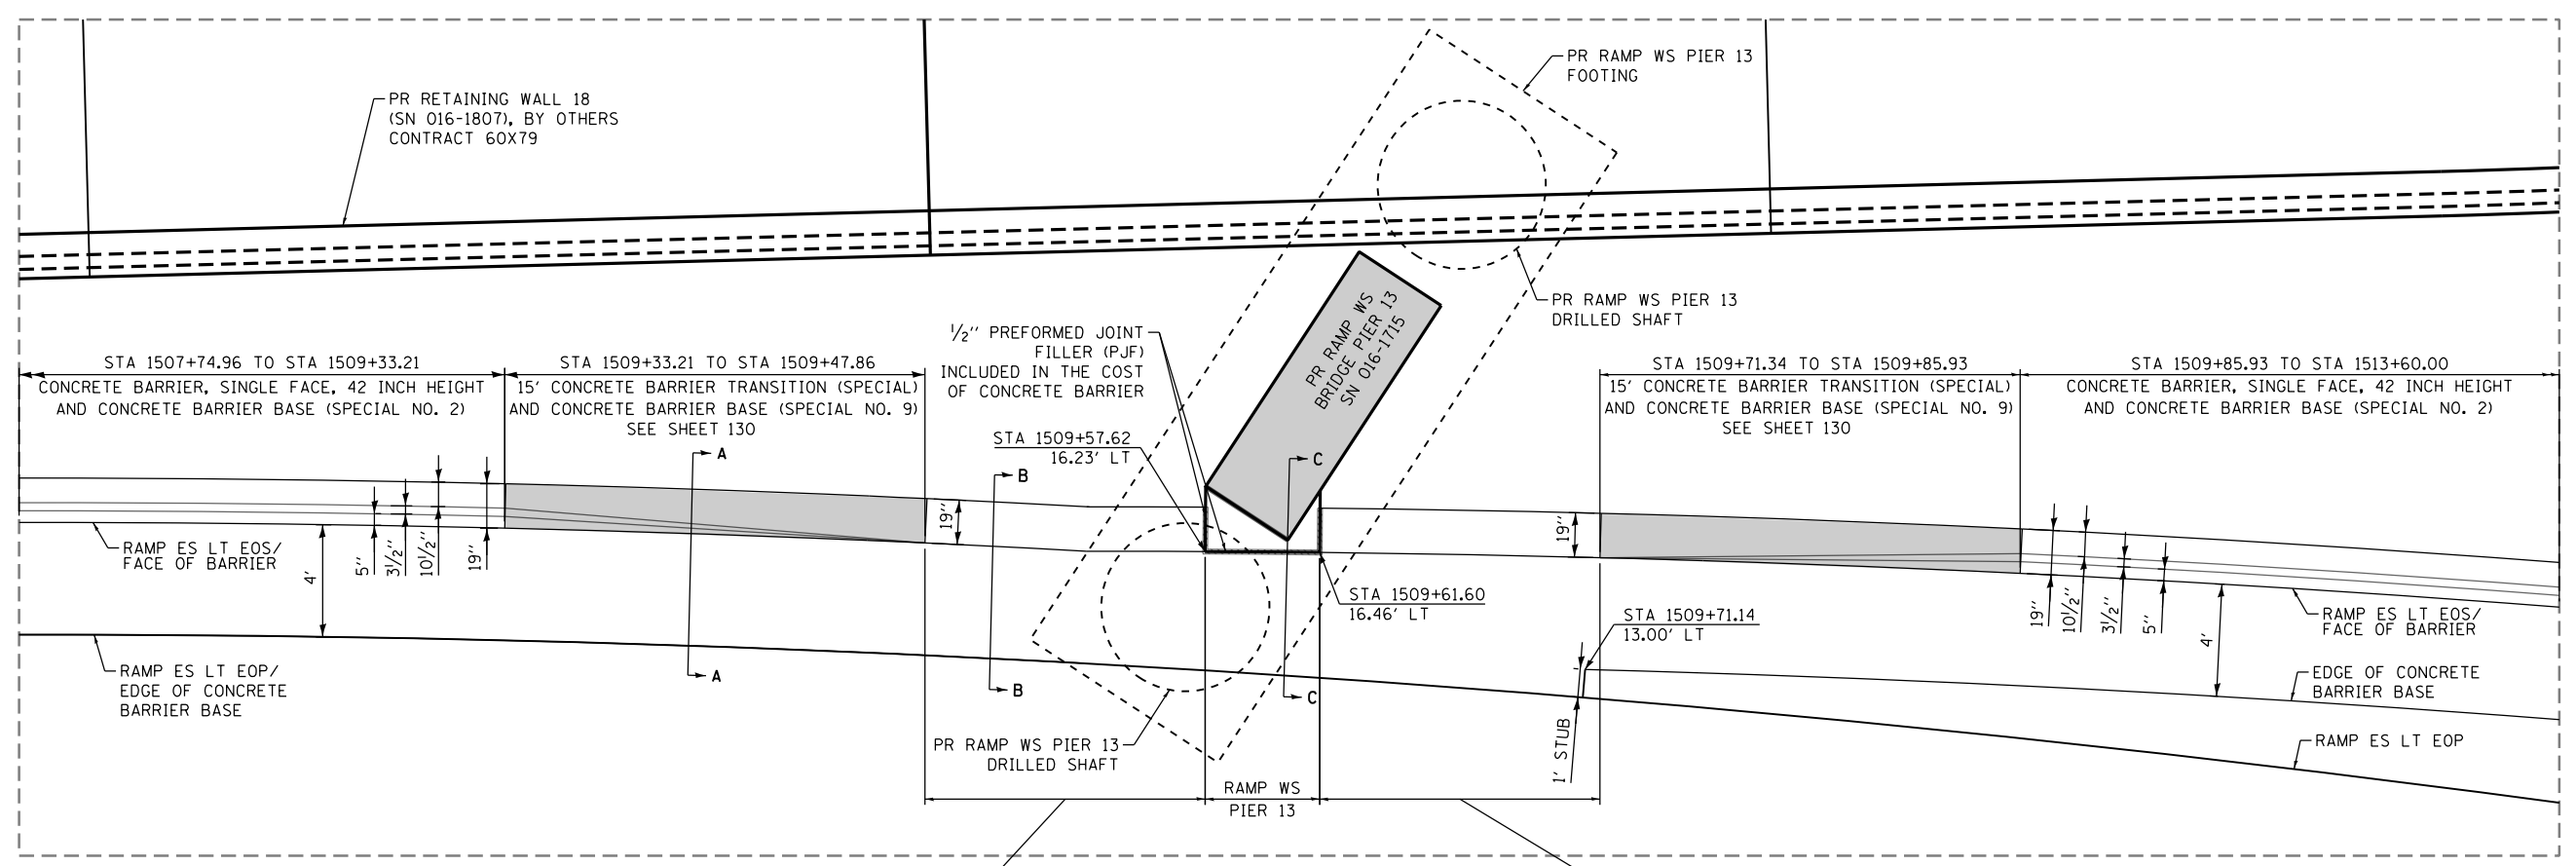 PR RETAINING WALL 18
(SN 016-1807), BY OTHERS
CONTRACT 60X79
PR RAMP WS PIER 13
FOOTING
PR RAMP WS PIER 13
DRILLED SHAFT
1/2'' PREFORMED JOINT
FILLER (PJF)
INCLUDED IN THE COST
OF CONCRETE BARRIER
PR RAMP WS
BRIDGE PIER 13
SN 016-1715
STA 1507+74.96 TO STA 1509+33.21
CONCRETE BARRIER, SINGLE FACE, 42 INCH HEIGHT
AND CONCRETE BARRIER BASE (SPECIAL NO. 2)
STA 1509+33.21 TO STA 1509+47.86
15' CONCRETE BARRIER TRANSITION (SPECIAL)
AND CONCRETE BARRIER BASE (SPECIAL NO. 9)
SEE SHEET 130
STA 1509+71.34 TO STA 1509+85.93
15' CONCRETE BARRIER TRANSITION (SPECIAL)
AND CONCRETE BARRIER BASE (SPECIAL NO. 9)
SEE SHEET 130
STA 1509+85.93 TO STA 1513+60.00
CONCRETE BARRIER, SINGLE FACE, 42 INCH HEIGHT
AND CONCRETE BARRIER BASE (SPECIAL NO. 2)
STA 1509+57.62
16.23' LT
A
B
C
RAMP ES LT EOS/
FACE OF BARRIER
4'
5''
3 1/2''
10 1/2''
19''
19''
19''
19''
10 1/2''
3 1/2''
5''
4'
STA 1509+61.60
16.46' LT
STA 1509+71.14
13.00' LT
RAMP ES LT EOS/
FACE OF BARRIER
RAMP ES LT EOP/
EDGE OF CONCRETE
BARRIER BASE
A
B
C
EDGE OF CONCRETE
BARRIER BASE
RAMP ES LT EOP
PR RAMP WS PIER 13
DRILLED SHAFT
1' STUB
RAMP WS
PIER 13